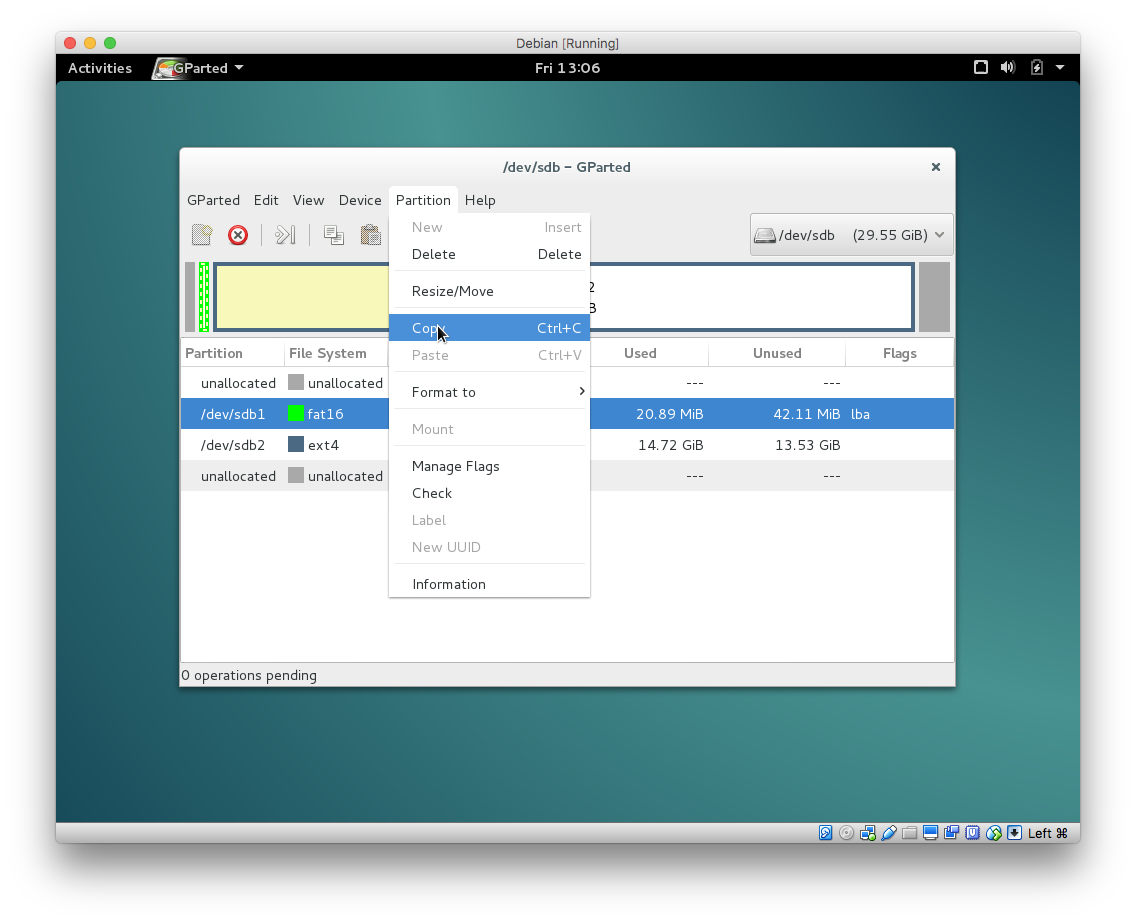 Debian [Running]
Activities GParted Fri 13:06
/dev/sdb – GParted
GParted Edit View Device Partition Help
/dev/sdb (29.55 GiB)
New Insert
Delete Delete
Resize/Move
2
B
Copy Ctrl+C
Paste Ctrl+V
Format to
Mount
Manage Flags
Check
Label
New UUID
Information
Partition File System Used Unused Flags
unallocated unallocated --- ---
/dev/sdb1 fat16 20.89 MiB 42.11 MiB lba
/dev/sdb2 ext4 14.72 GiB 13.53 GiB
unallocated unallocated --- ---
0 operations pending
Left ⌘